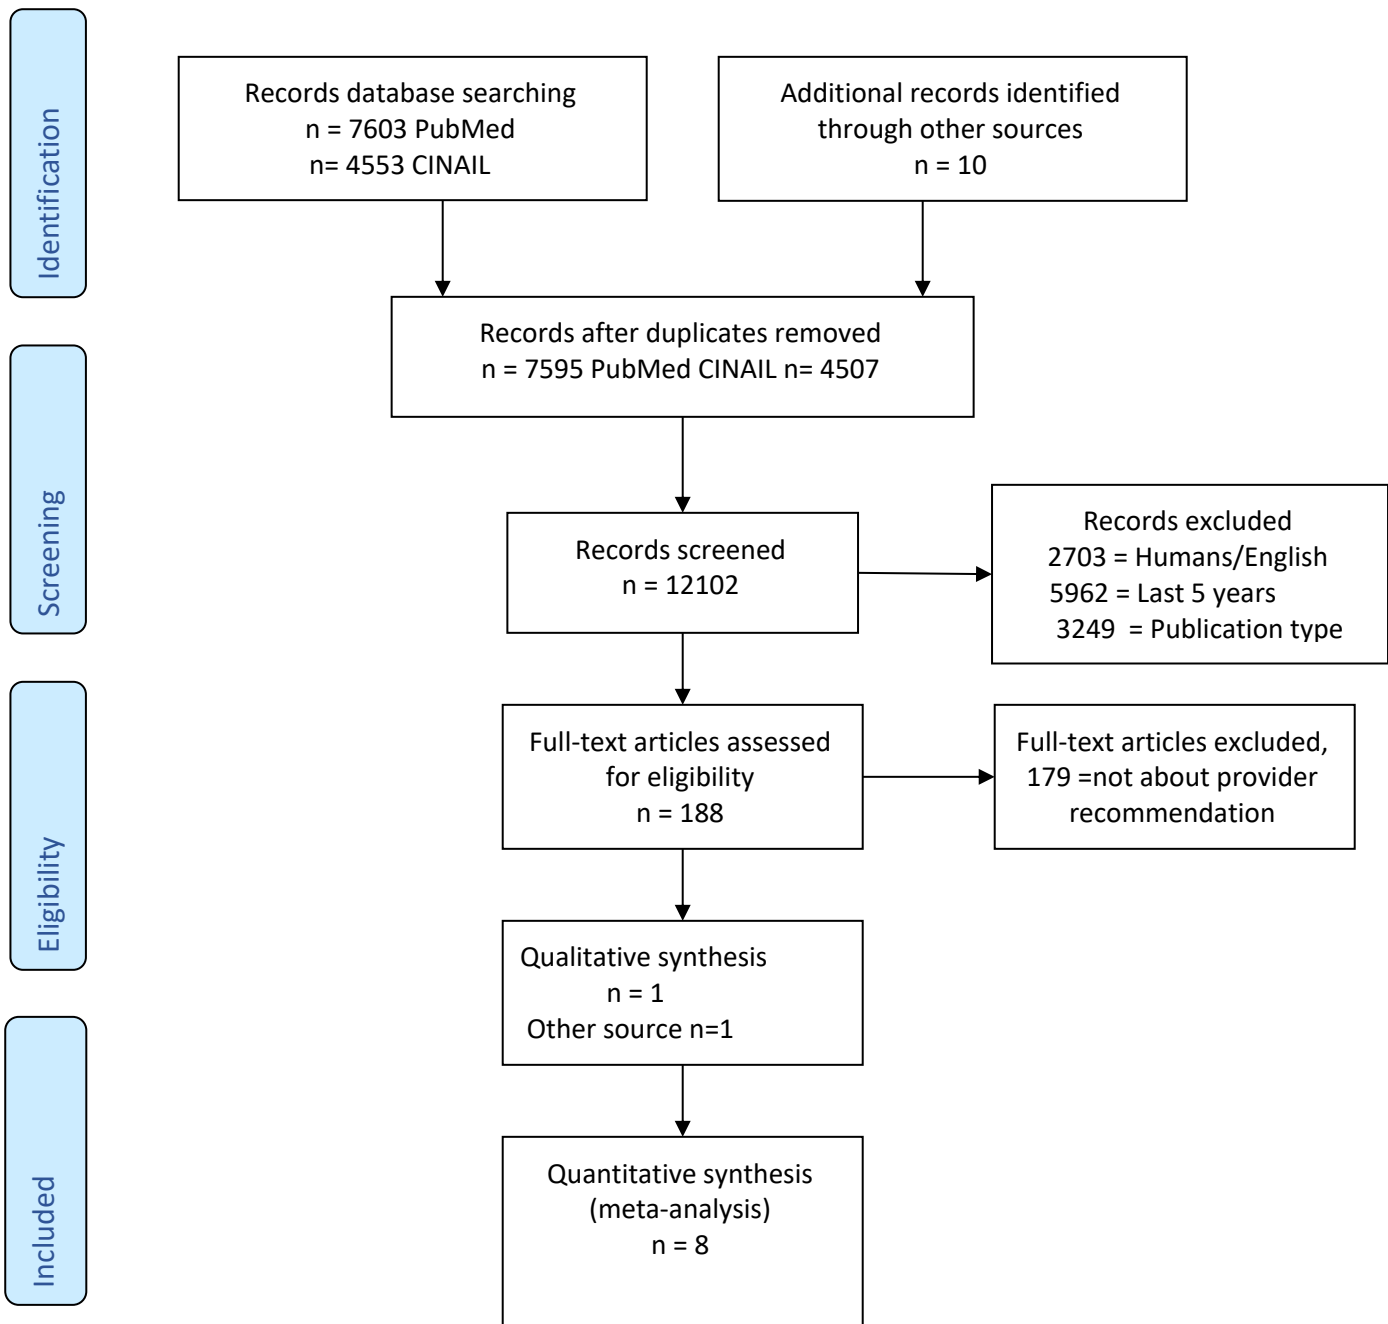 Identification
Records database searching
n = 7603 PubMed
n= 4553 CINAIL
Additional records identified
through other sources
n = 10
Records after duplicates removed
n = 7595 PubMed CINAIL n= 4507
Screening
Records screened
n = 12102
Records excluded
2703 = Humans/English
5962 = Last 5 years
3249  = Publication type
Eligibility
Full-text articles assessed
for eligibility
n = 188
Full-text articles excluded,
179 =not about provider
recommendation
Qualitative synthesis
n = 1
Other source n=1
Included
Quantitative synthesis
(meta-analysis)
n = 8